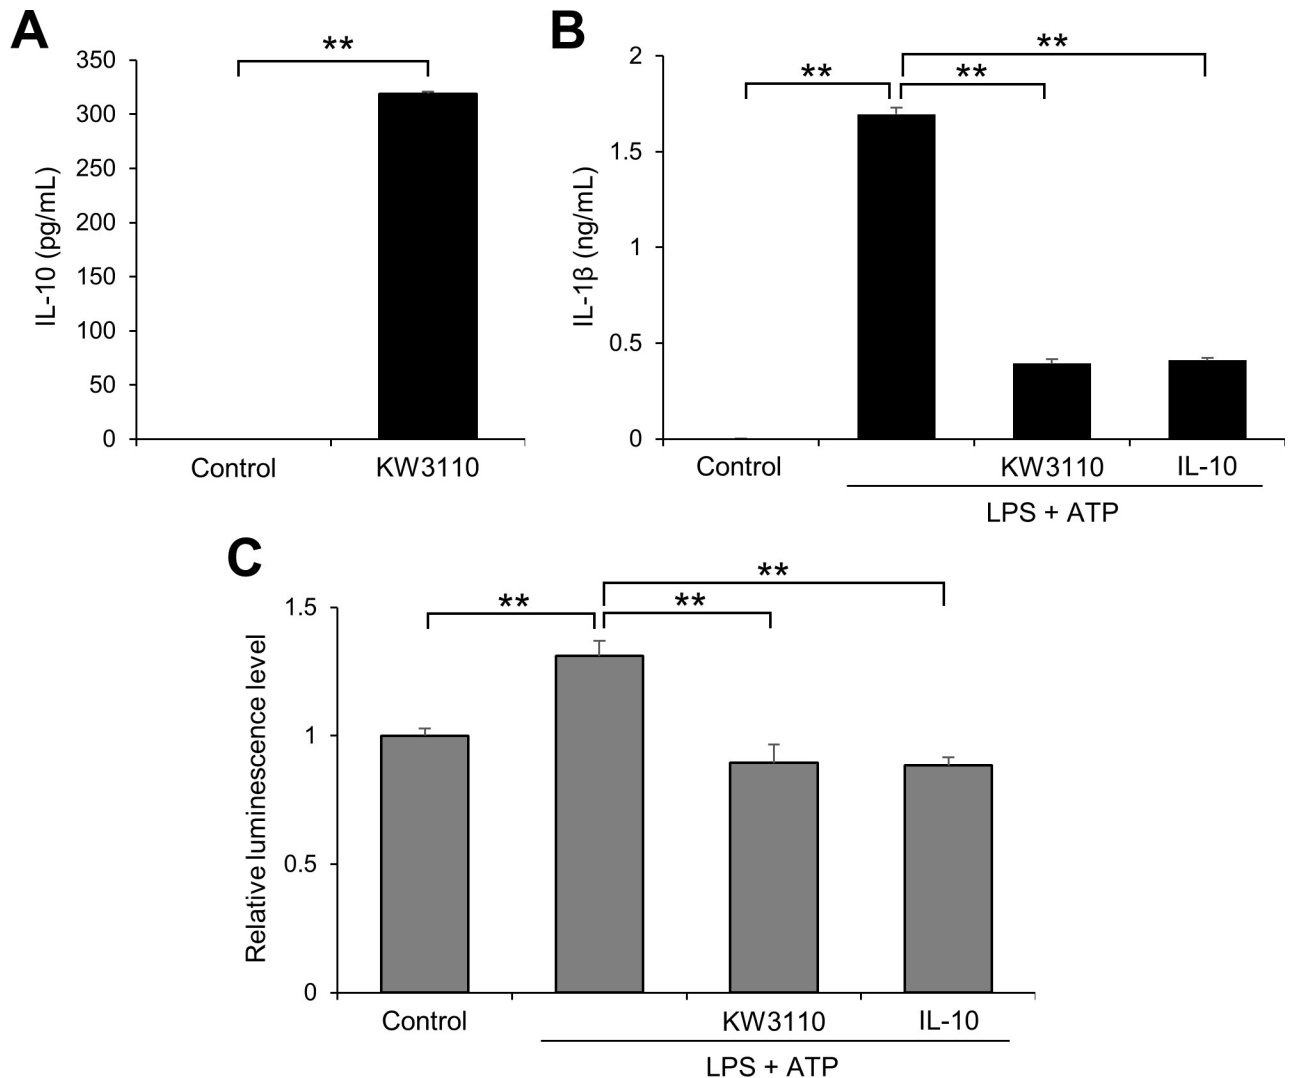 A
**
350
300
250
200
150
100
50
0
IL-10 (pg/mL)
Control
KW3110
B
**
**
**
2
1.5
1
0.5
0
IL-1β (ng/mL)
Control
KW3110
IL-10
LPS + ATP
C
**
**
**
1.5
1
0.5
0
Relative luminescence level
Control
KW3110
IL-10
LPS + ATP